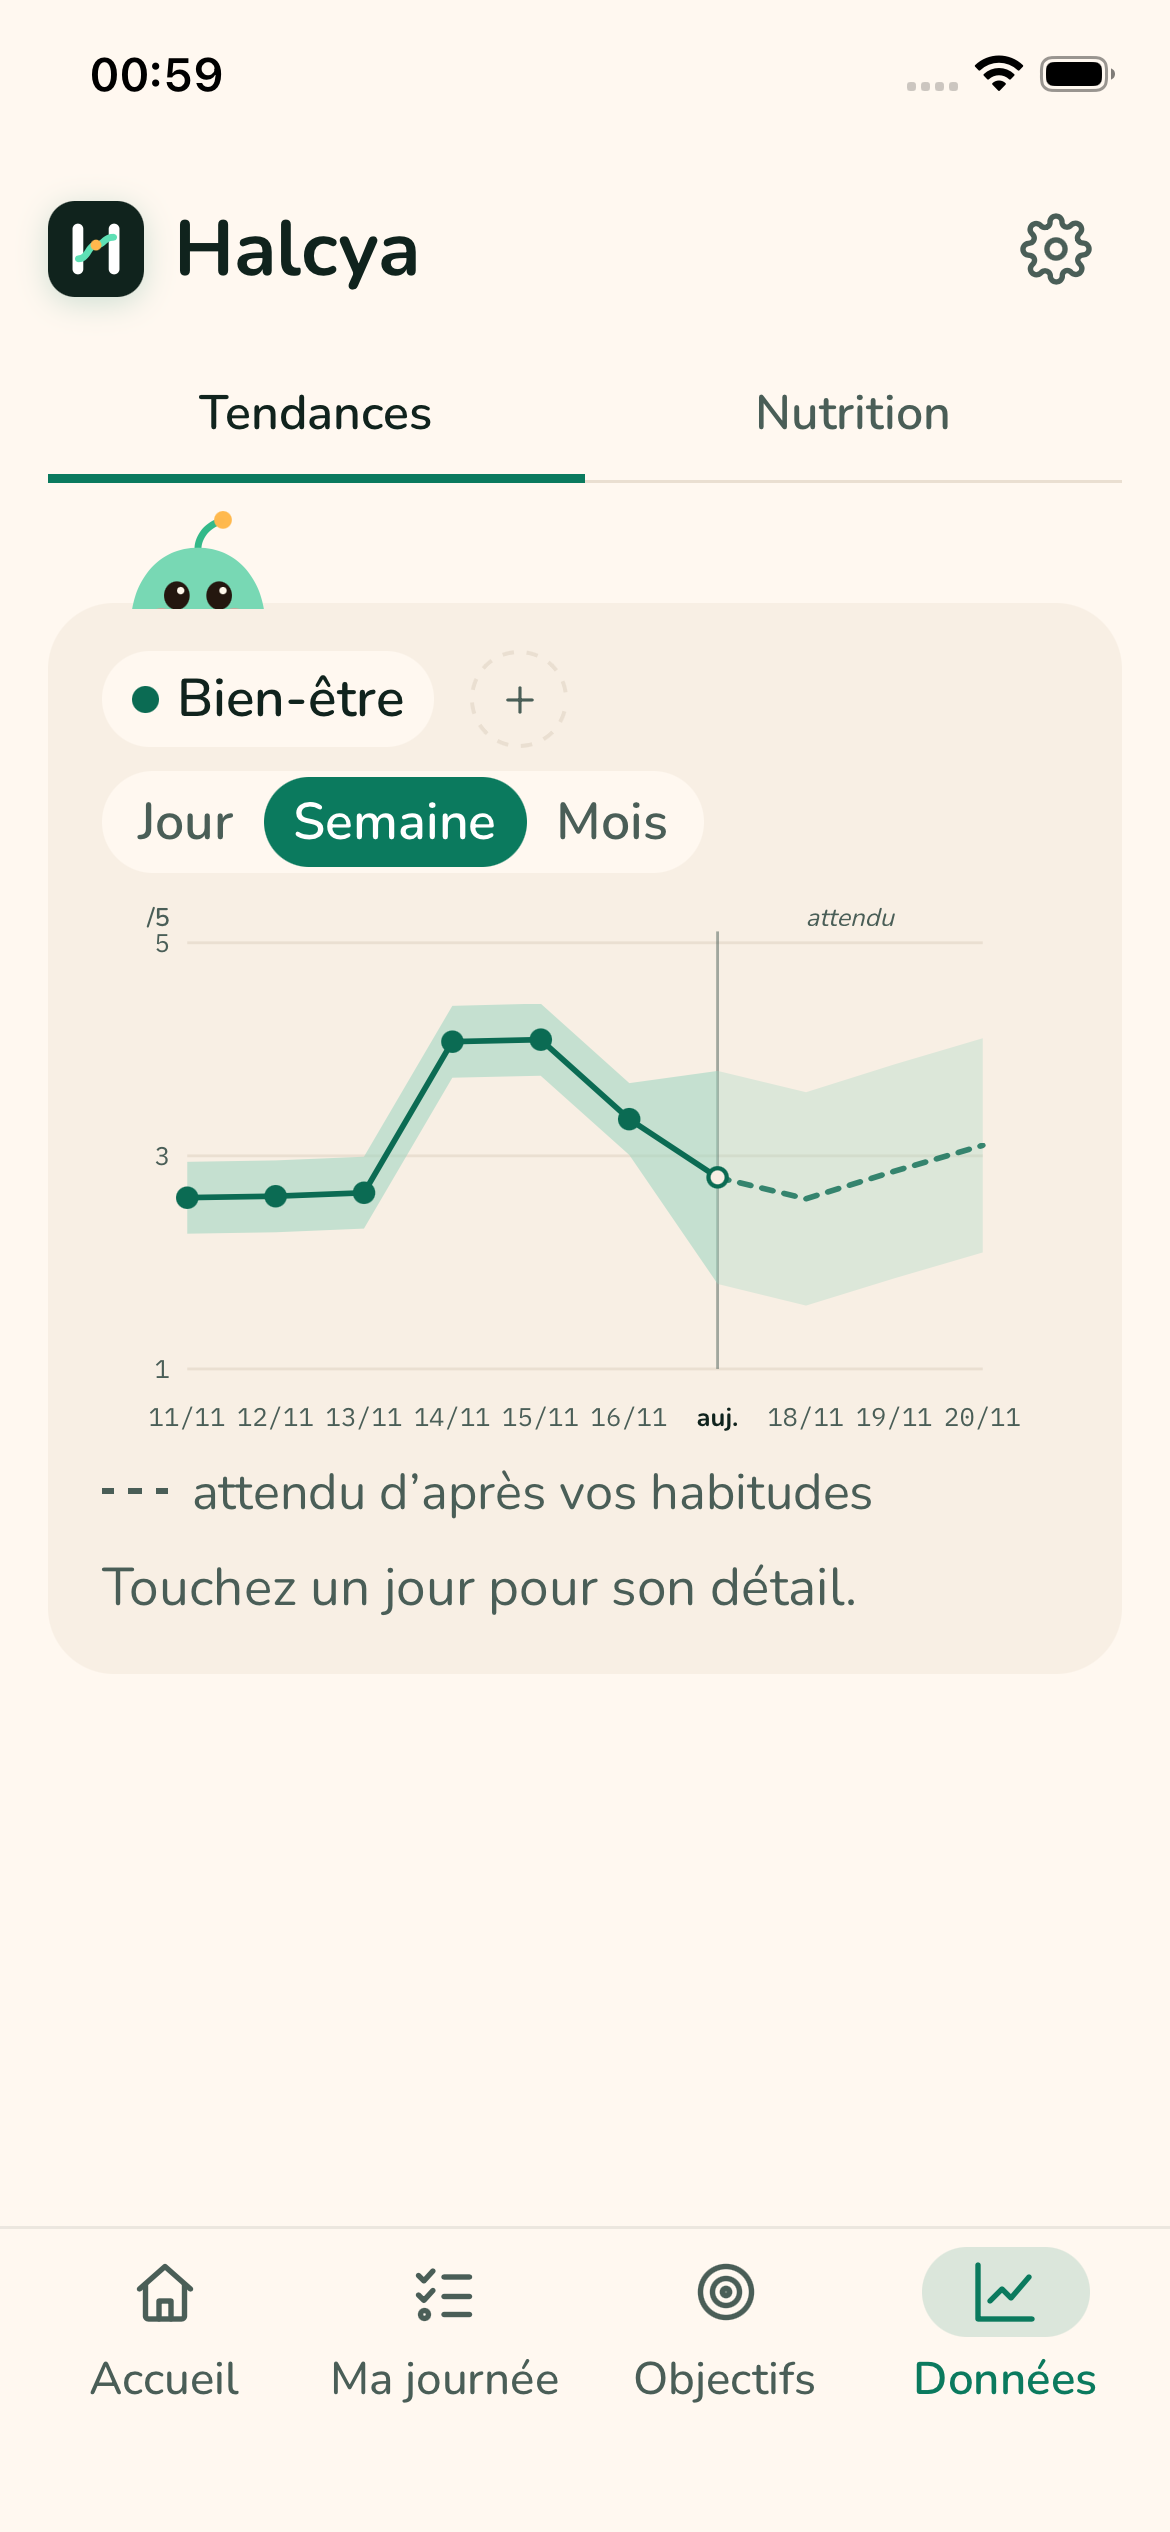 00:59
Halcya
Tendances Nutrition
Bien-être +
Jour Semaine Mois
/5 attendu
5
3
1
11/11 12/11 13/11 14/11 15/11 16/11 auj. 18/11 19/11 20/11
attendu d’après vos habitudes
Touchez un jour pour son détail.
Accueil Ma journée Objectifs Données